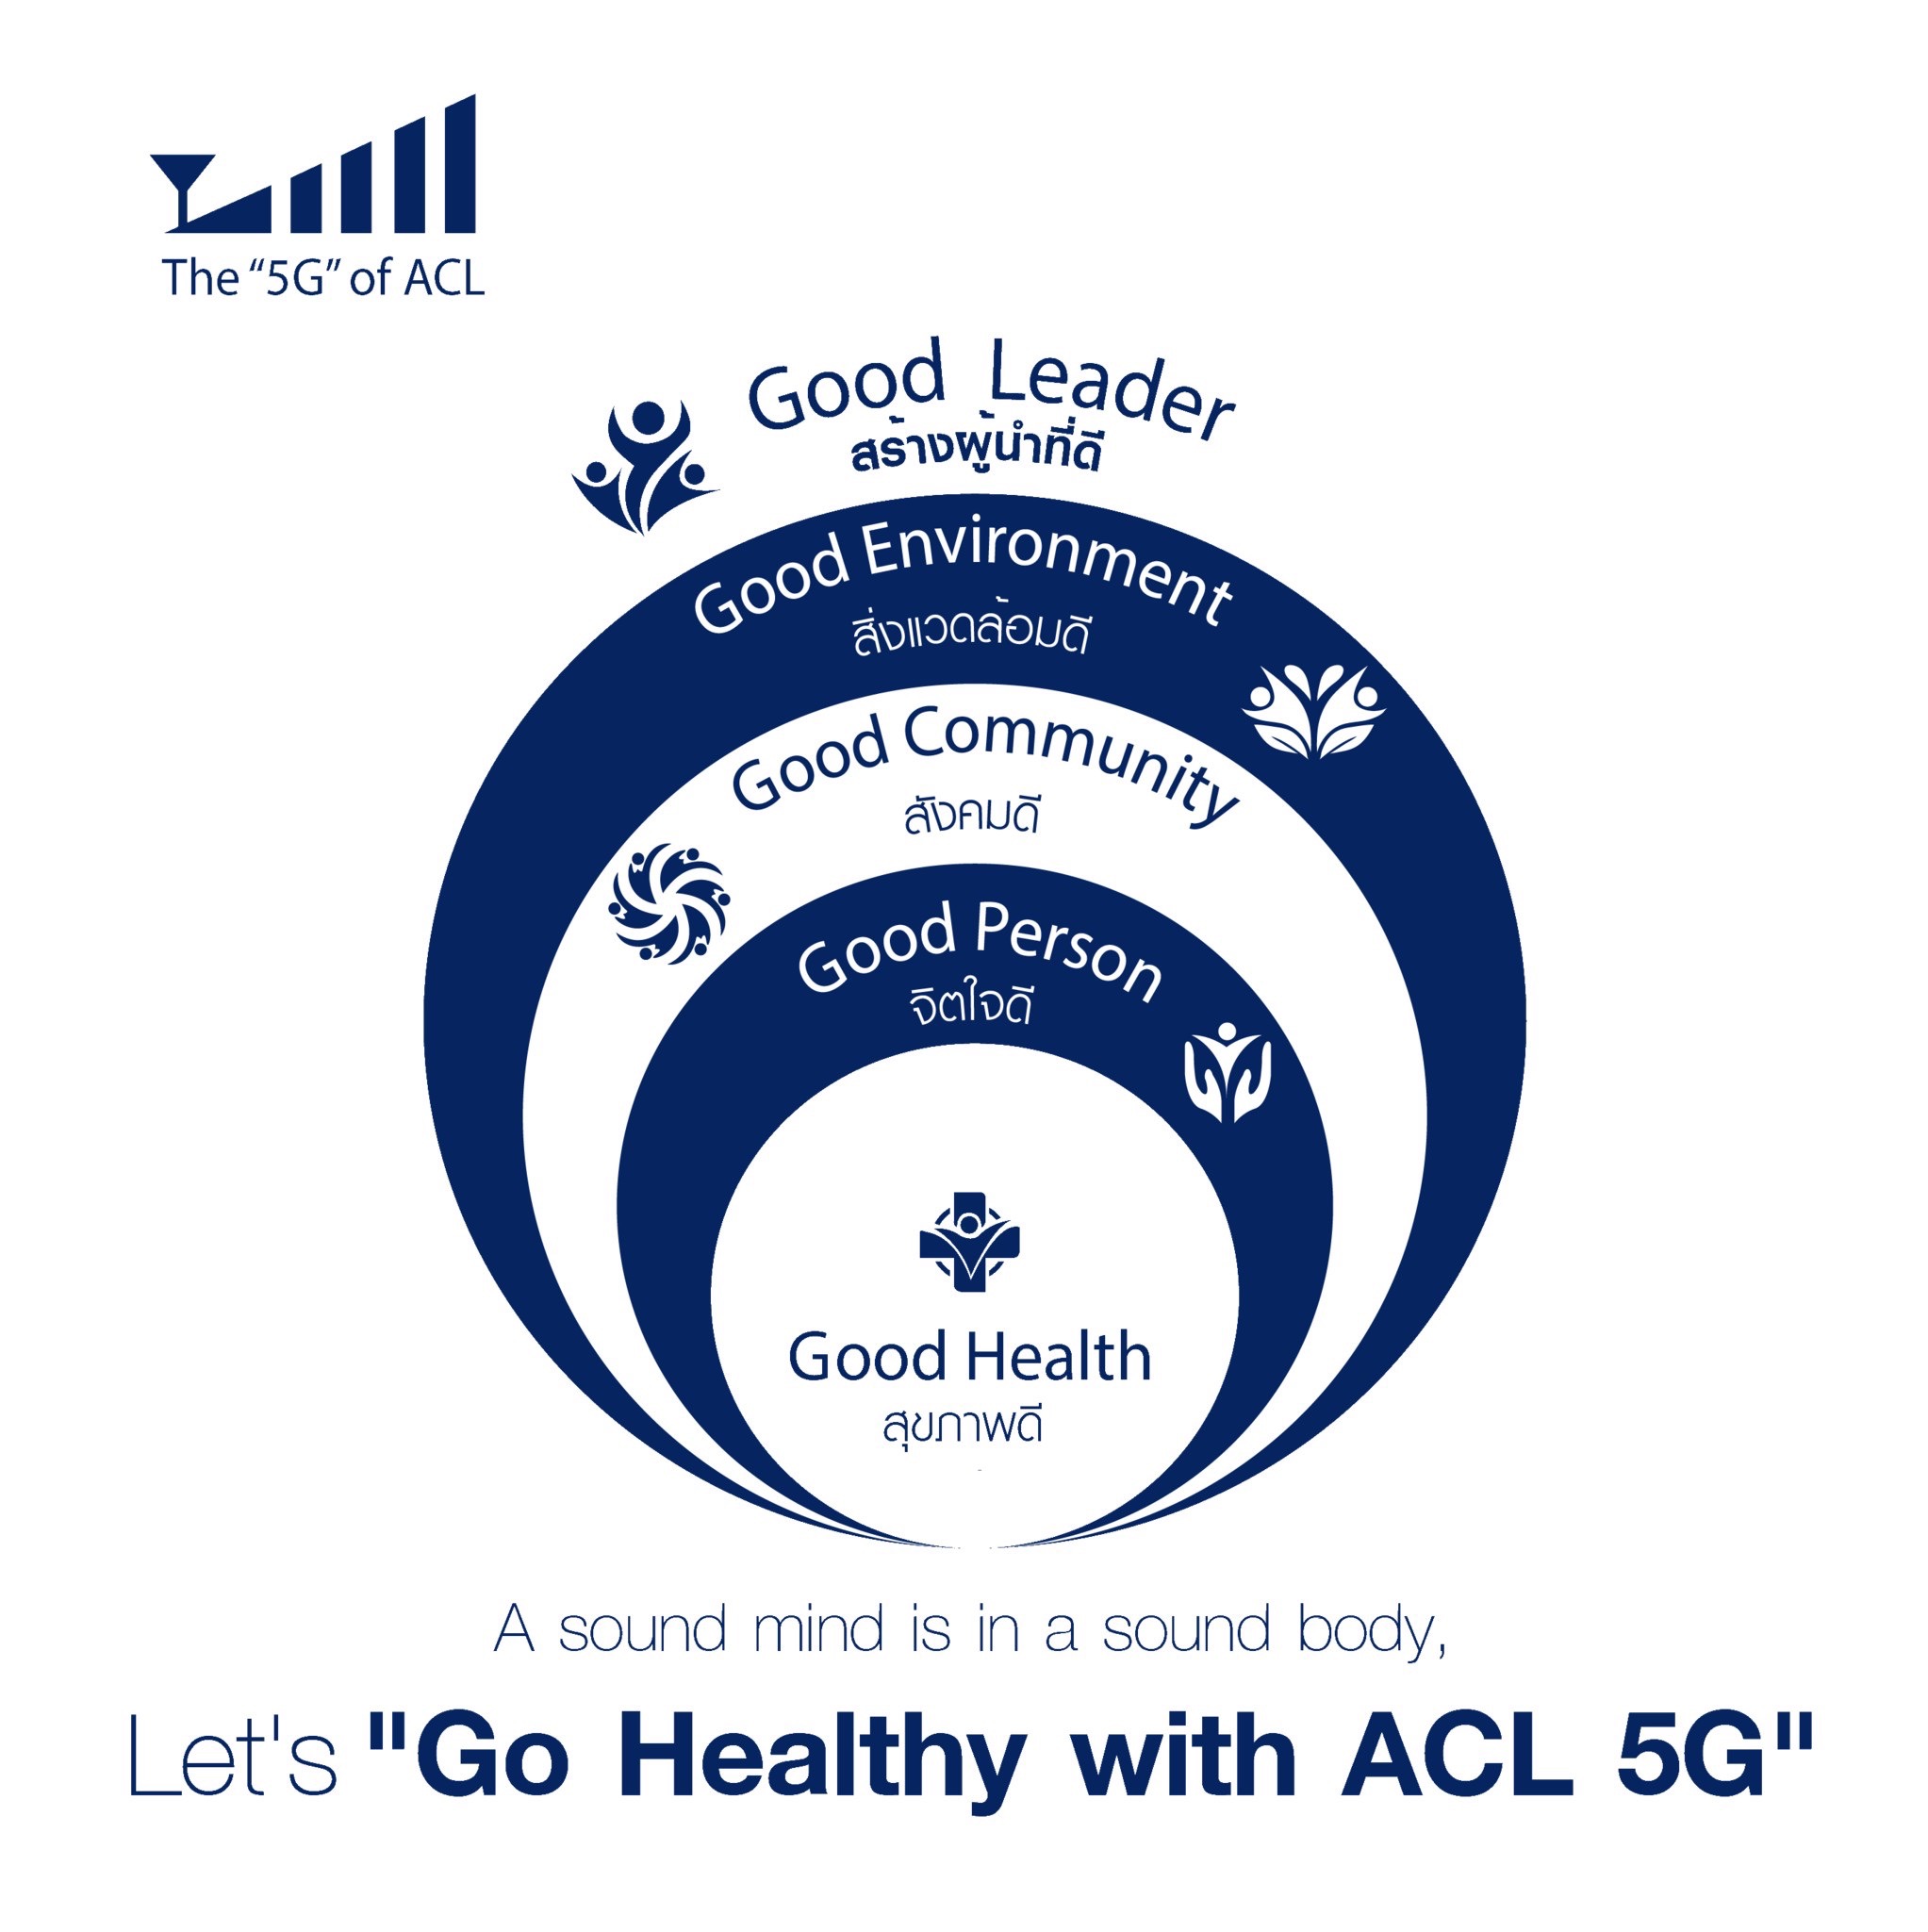 The “5G” of ACL
Good Leader
สร้างผู้นำที่ดี
Good Environment
สิ่งแวดล้อมดี
Good Community
สังคมดี
Good Person
จิตใจดี
Good Health
สุขภาพดี
A sound mind is in a sound body,
Let's "Go Healthy with ACL 5G"